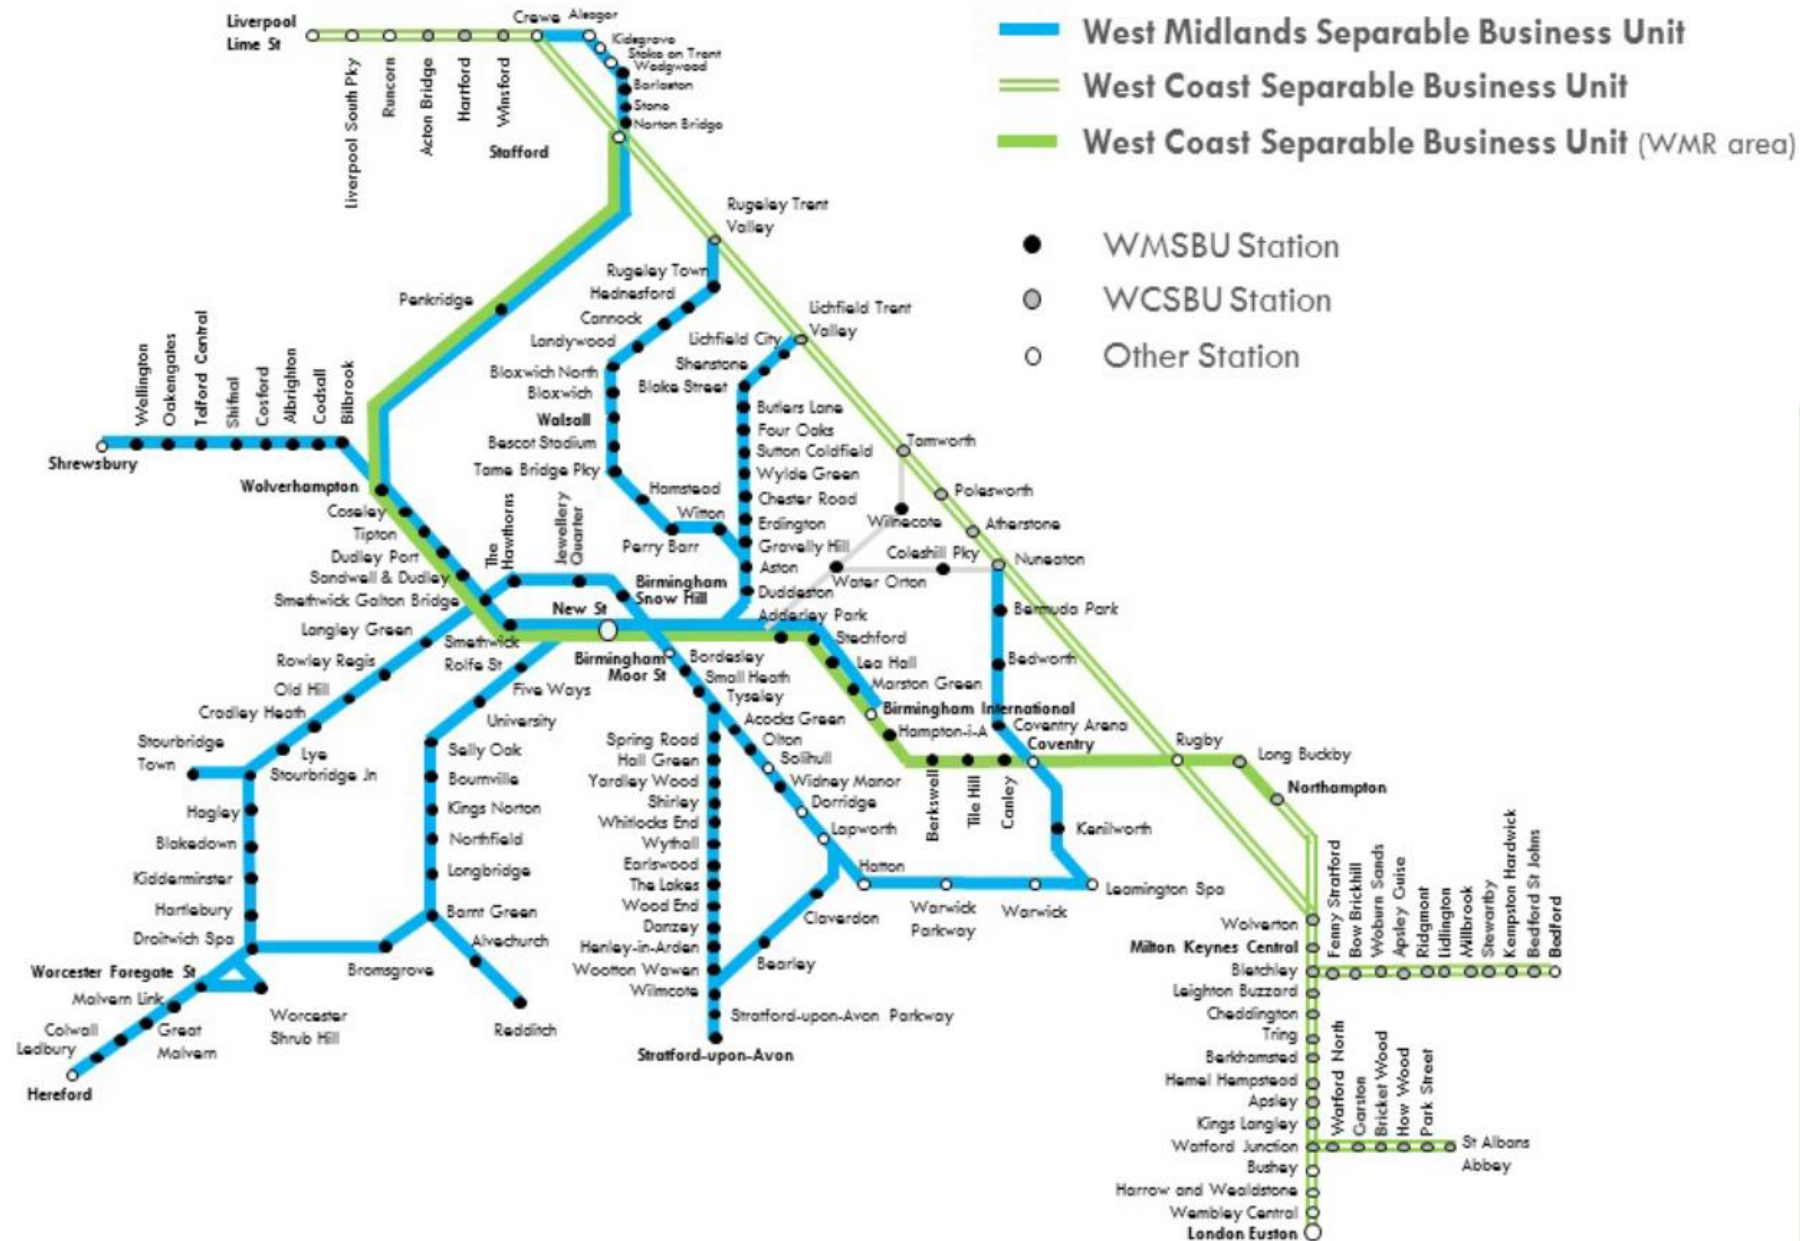 Liverpool
Lime St
Liverpool South Pky
Runcorn
Acton Bridge
Hartford
Winsford
Crewe
Alsager
Kidsgrove
Stoke on Trent
Wedgwood
Barlaston
Stone
Norton Bridge
Stafford
West Midlands Separable Business Unit
West Coast Separable Business Unit
West Coast Separable Business Unit (WMR area)
WMSBU Station
WCSBU Station
Other Station
Rugeley Trent
Valley
Rugeley Town
Hednesford
Cannock
Landywood
Bloxwich North
Bloxwich
Walsall
Bescot Stadium
Tame Bridge Pky
Hamstead
Perry Barr
Witton
Penkridge
Lichfield Trent
Valley
Lichfield City
Shenstone
Blake Street
Butlers Lane
Four Oaks
Sutton Coldfield
Wylde Green
Chester Road
Erdington
Gravelly Hill
Aston
Duddeston
Shrewsbury
Wellington
Oakengates
Telford Central
Shifnal
Cosford
Albrighton
Codsall
Bilbrook
Wolverhampton
Coseley
Tipton
Dudley Port
Sandwell & Dudley
Smethwick Galton Bridge
Langley Green
Rowley Regis
Old Hill
Cradley Heath
Lye
Stourbridge
Town
Stourbridge Jn
Hagley
Blakedown
Kidderminster
Hartlebury
Droitwich Spa
Worcester Foregate St
Malvern Link
Great
Malvern
Colwall
Ledbury
Hereford
Worcester
Shrub Hill
The
Hawthorns
Jewellery
Quarter
Birmingham
Snow Hill
New St
Smethwick
Rolfe St
Birmingham
Moor St
Five Ways
University
Selly Oak
Bournville
Kings Norton
Northfield
Longbridge
Barnt Green
Bromsgrove
Alvechurch
Redditch
Tamworth
Wilnecote
Polesworth
Atherstone
Nuneaton
Coleshill Pky
Water Orton
Bermuda Park
Bedworth
Coventry Arena
Coventry
Adderley Park
Stechford
Lea Hall
Marston Green
Birmingham International
Hampton-i-A
Berkswell
Tile Hill
Canley
Kenilworth
Leamington Spa
Warwick
Warwick
Parkway
Hatton
Bordesley
Small Heath
Tyseley
Acocks Green
Olton
Solihull
Widney Manor
Dorridge
Lapworth
Claverdon
Bearley
Spring Road
Hall Green
Yardley Wood
Shirley
Whitlocks End
Wythall
Earlswood
The Lakes
Wood End
Danzey
Henley-in-Arden
Wootton Wawen
Wilmcote
Stratford-upon-Avon Parkway
Stratford-upon-Avon
Rugby
Long Buckby
Northampton
Wolverton
Milton Keynes Central
Bletchley
Fenny Stratford
Bow Brickhill
Woburn Sands
Apsley Guise
Ridgmont
Lidlington
Millbrook
Stewartby
Kempston Hardwick
Bedford St Johns
Bedford
Leighton Buzzard
Cheddington
Tring
Berkhamsted
Hemel Hempstead
Apsley
Kings Langley
Watford Junction
Watford North
Garston
Bricket Wood
How Wood
Park Street
St Albans
Abbey
Bushey
Harrow and Wealdstone
Wembley Central
London Euston